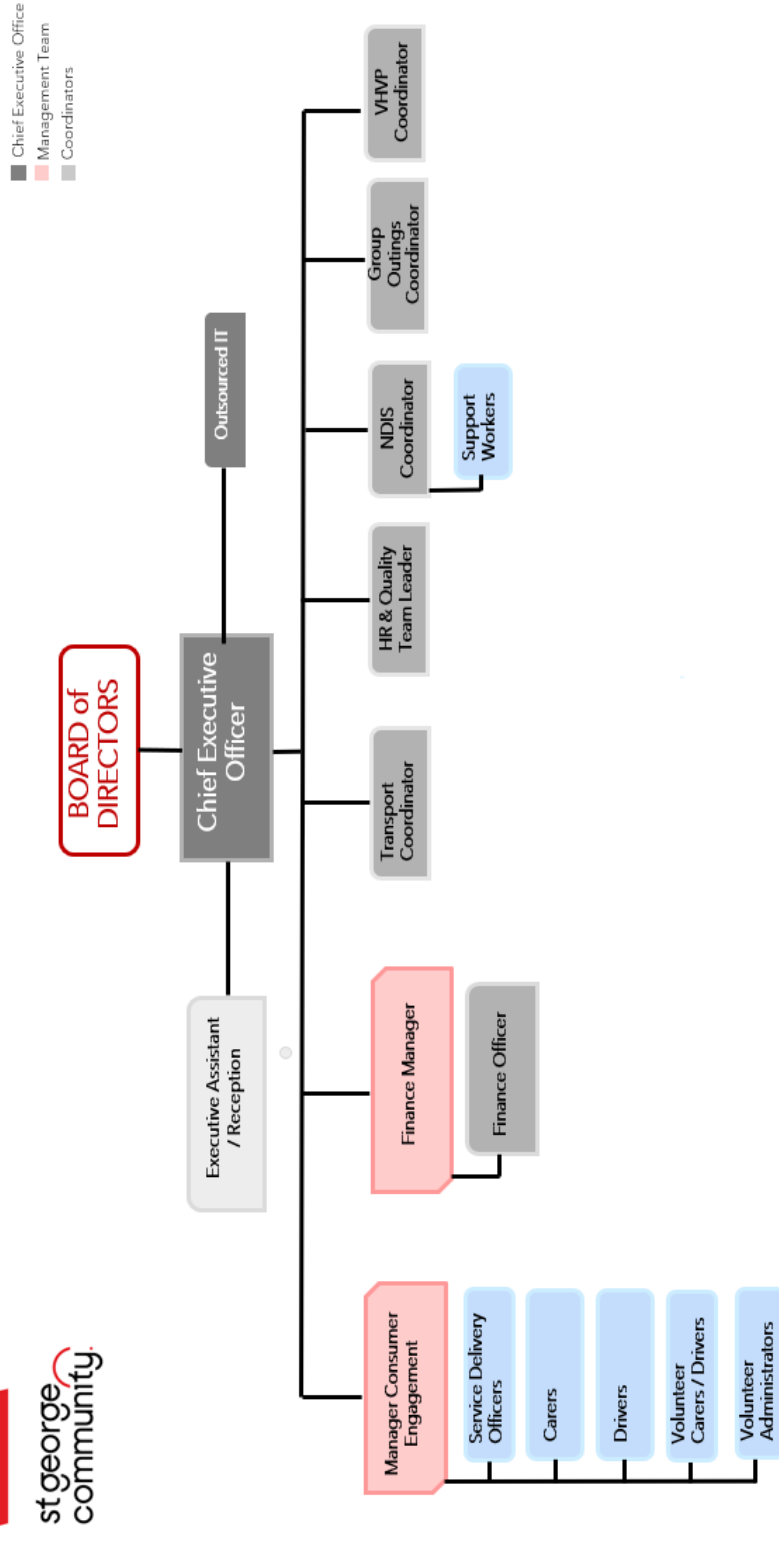 stgeorge
community.
Chief Executive Office
Management Team
Coordinators
BOARD of
DIRECTORS
Chief Executive
Officer
Executive Assistant
/ Reception
Outsourced IT
Manager Consumer
Engagement
Finance Manager
Transport
Coordinator
HR & Quality
Team Leader
NDIS
Coordinator
Group
Outings
Coordinator
VHVP
Coordinator
Service Delivery
Officers
Carers
Drivers
Volunteer
Carers / Drivers
Volunteer
Administrators
Finance Officer
Support
Workers